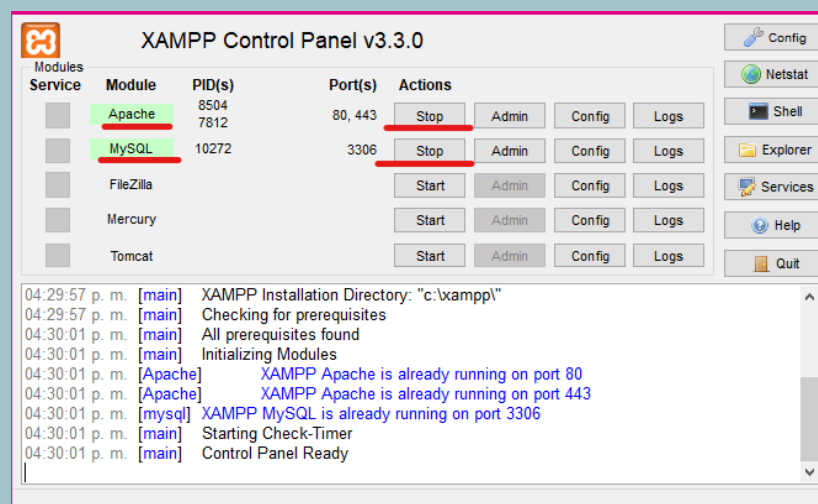 XAMPP Control Panel v3.3.0
Config
Modules
Service Module PID(s) Port(s) Actions
Netstat
Apache 8504 7812 80, 443 Stop Admin Config Logs
Shell
MySQL 10272 3306 Stop Admin Config Logs
Explorer
FileZilla Start Admin Config Logs
Services
Mercury Start Admin Config Logs
Help
Tomcat Start Admin Config Logs
Quit
04:29:57 p. m. [main] XAMPP Installation Directory: "c:\xampp\"
04:29:57 p. m. [main] Checking for prerequisites
04:30:01 p. m. [main] All prerequisites found
04:30:01 p. m. [main] Initializing Modules
04:30:01 p. m. [Apache] XAMPP Apache is already running on port 80
04:30:01 p. m. [Apache] XAMPP Apache is already running on port 443
04:30:01 p. m. [mysql] XAMPP MySQL is already running on port 3306
04:30:01 p. m. [main] Starting Check-Timer
04:30:01 p. m. [main] Control Panel Ready